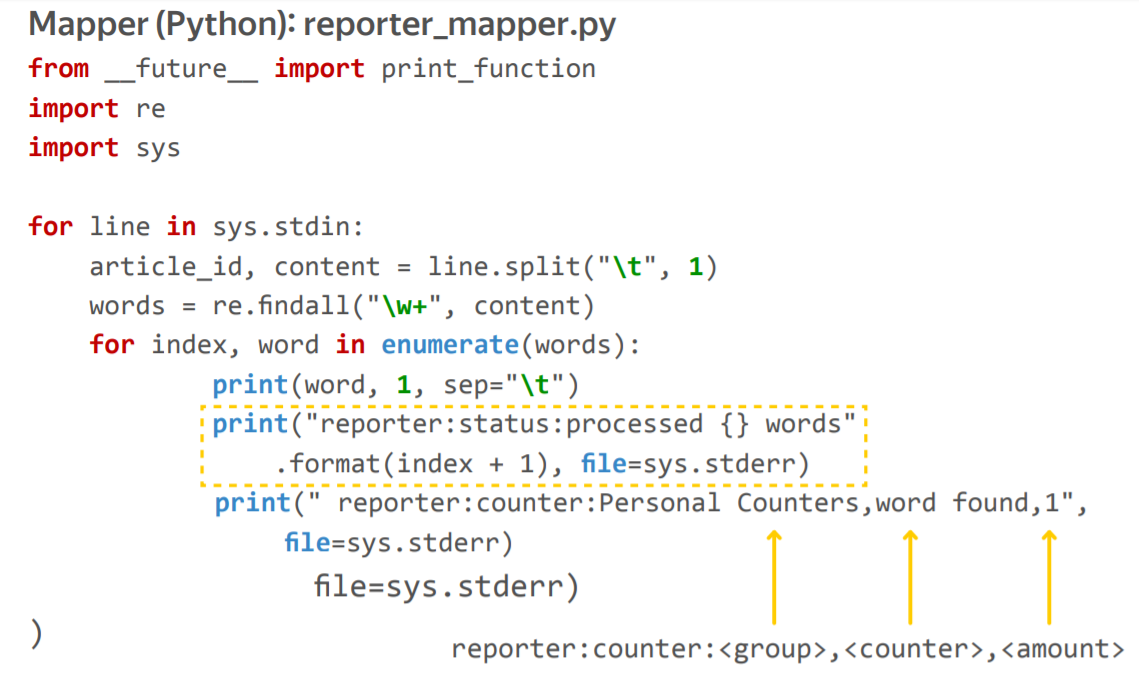 Mapper (Python): reporter_mapper.py
from __future__ import print_function
import re
import sys
for line in sys.stdin:
article_id, content = line.split("\t", 1)
words = re.findall("\w+", content)
for index, word in enumerate(words):
print(word, 1, sep="\t")
print("reporter:status:processed {} words"
.format(index + 1), file=sys.stderr)
print(" reporter:counter:Personal Counters,word found,1",
file=sys.stderr)
file=sys.stderr)
)
reporter:counter:<group>,<counter>,<amount>